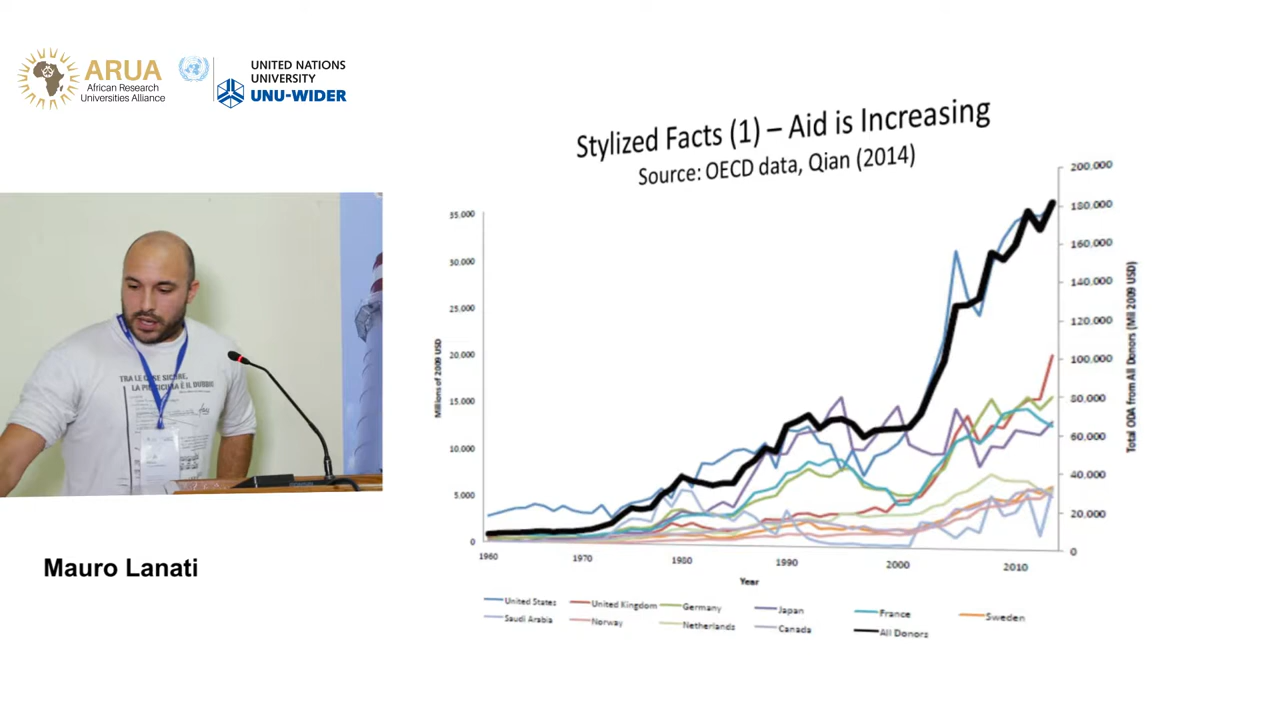 ARUA
African Research
Universities Alliance
UNITED NATIONS
UNIVERSITY
UNU-WIDER
Stylized Facts (1) – Aid is Increasing
Source: OECD data, Qian (2014)
Millions of 2009 USD
35,000
30,000
25,000
20,000
15,000
10,000
5,000
0
200,000
180,000
160,000
140,000
120,000
100,000
80,000
60,000
40,000
20,000
0
Total ODA from All Donors (Mil 2009 USD)
1960 1970 1980 1990 2000 2010
Year
United States United Kingdom Germany Japan France Sweden
Saudi Arabia Norway Netherlands Canada All Donors
TRA LE COSE SICURE,
LA PIÙ SICURA È IL DUBBIO
Mauro Lanati